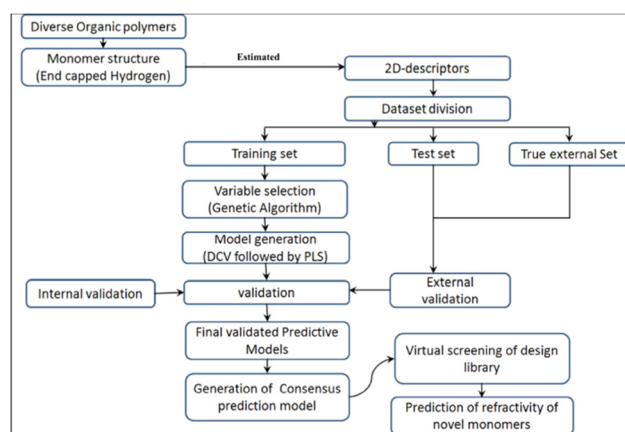 Diverse Organic polymers
Monomer structure
(End capped Hydrogen)
Estimated
2D-descriptors
Dataset division
Training set
Test set
True external Set
Variable selection
(Genetic Algorithm)
Model generation
(DCV followed by PLS)
Internal validation
validation
External
validation
Final validated Predictive
Models
Generation of Consensus
prediction model
Virtual screening of design
library
Prediction of refractivity of
novel monomers